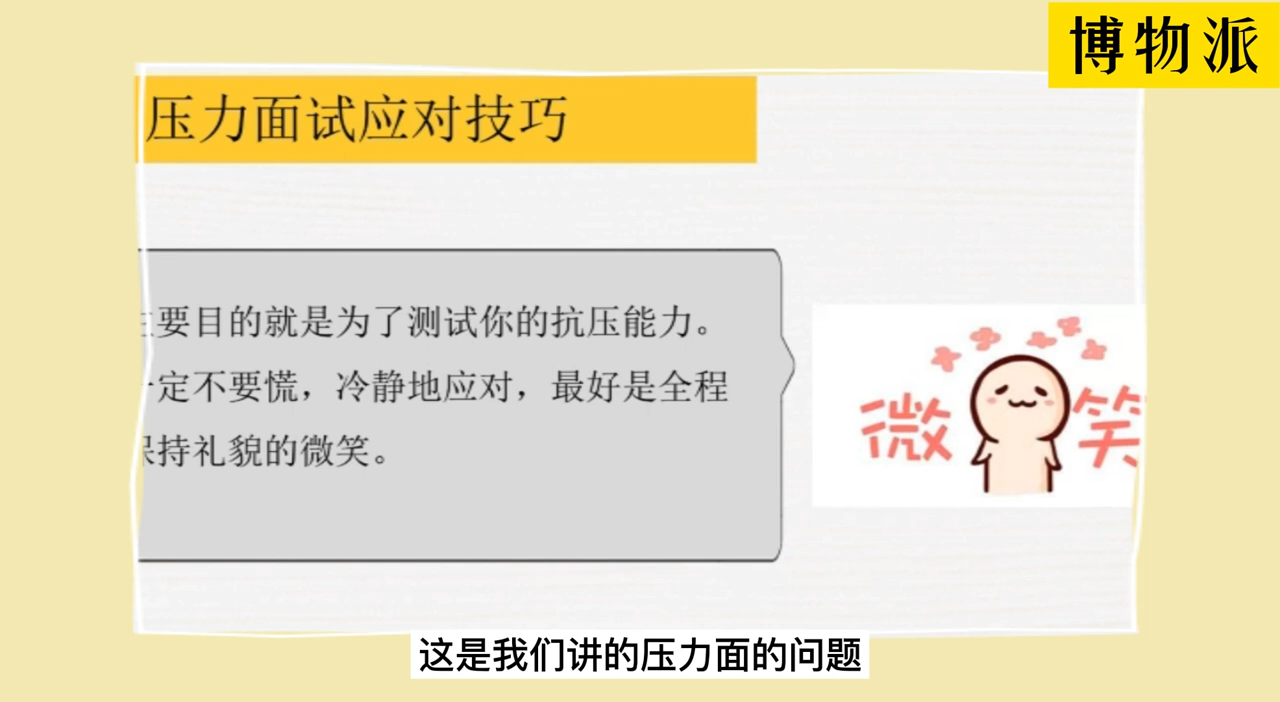 博物派
压力面试应对技巧
要目的就是为了测试你的抗压能力。
一定不要慌，冷静地应对，最好是全程
保持礼貌的微笑。
微笑
这是我们讲的压力面的问题